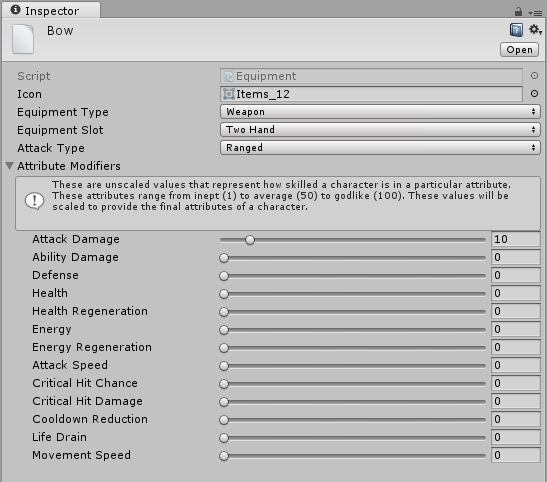 Inspector
Bow
Open
Script Equipment
Icon Items_12
Equipment Type Weapon
Equipment Slot Two Hand
Attack Type Ranged
Attribute Modifiers
These are unscaled values that represent how skilled a character is in a particular attribute.
These attributes range from inept (1) to average (50) to godlike (100). These values will be
scaled to provide the final attributes of a character.
Attack Damage 10
Ability Damage 0
Defense 0
Health 0
Health Regeneration 0
Energy 0
Energy Regeneration 0
Attack Speed 0
Critical Hit Chance 0
Critical Hit Damage 0
Cooldown Reduction 0
Life Drain 0
Movement Speed 0